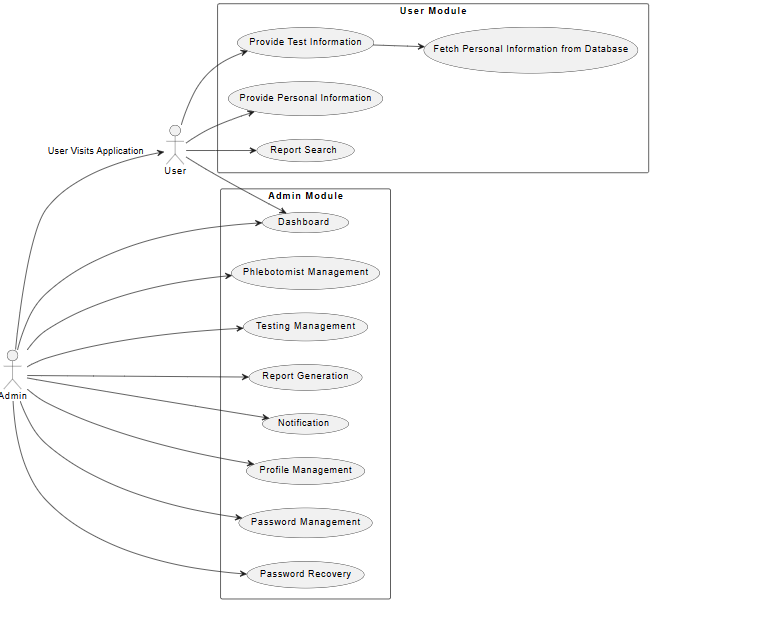 User Module
Provide Test Information
Fetch Personal Information from Database
Provide Personal Information
User Visits Application
Report Search
User
Admin Module
Dashboard
Phlebotomist Management
Testing Management
Report Generation
Admin
Notification
Profile Management
Password Management
Password Recovery